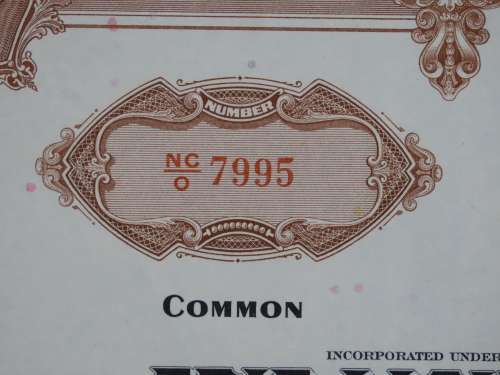 NUMBER
NC/O 7995
COMMON
INCORPORATED UNDER